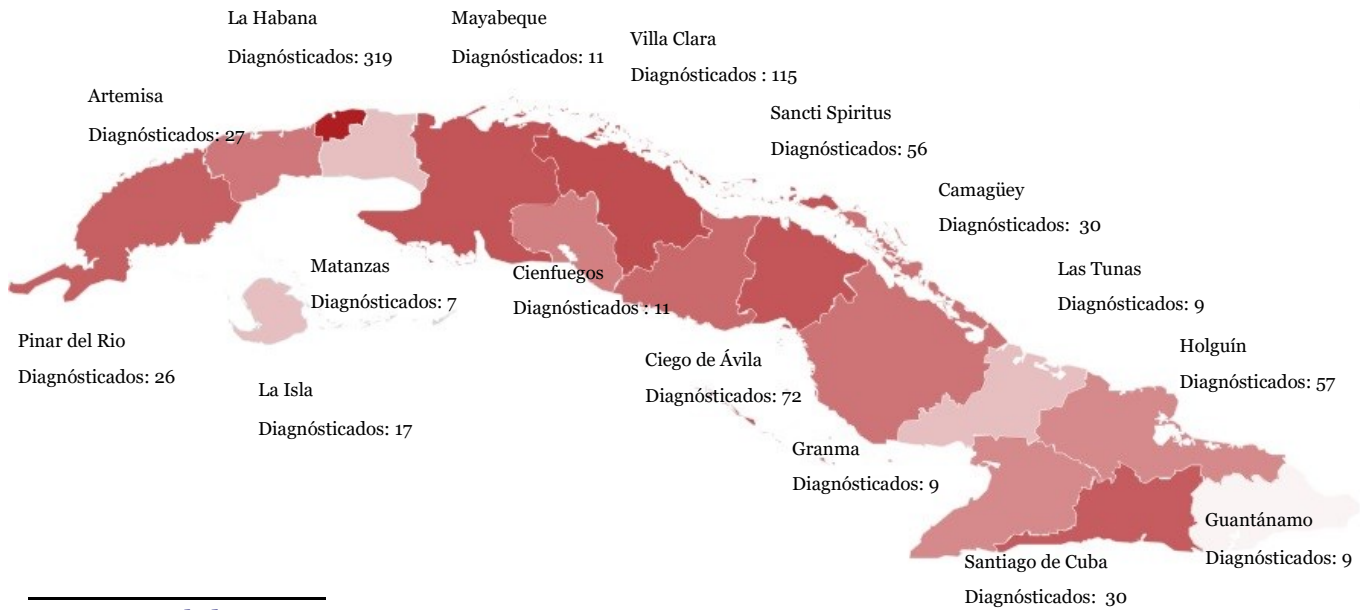 La Habana
Diagnósticados: 319
Mayabeque
Diagnósticados: 11
Villa Clara
Diagnósticados : 115
Artemisa
Diagnósticados: 27
Sancti Spiritus
Diagnósticados: 56
Camagüey
Diagnósticados: 30
Matanzas
Diagnósticados: 7
Cienfuegos
Diagnósticados : 11
Las Tunas
Diagnósticados: 9
Pinar del Rio
Diagnósticados: 26
La Isla
Diagnósticados: 17
Ciego de Ávila
Diagnósticados: 72
Holguín
Diagnósticados: 57
Granma
Diagnósticados: 9
Guantánamo
Diagnósticados: 9
Santiago de Cuba
Diagnósticados: 30